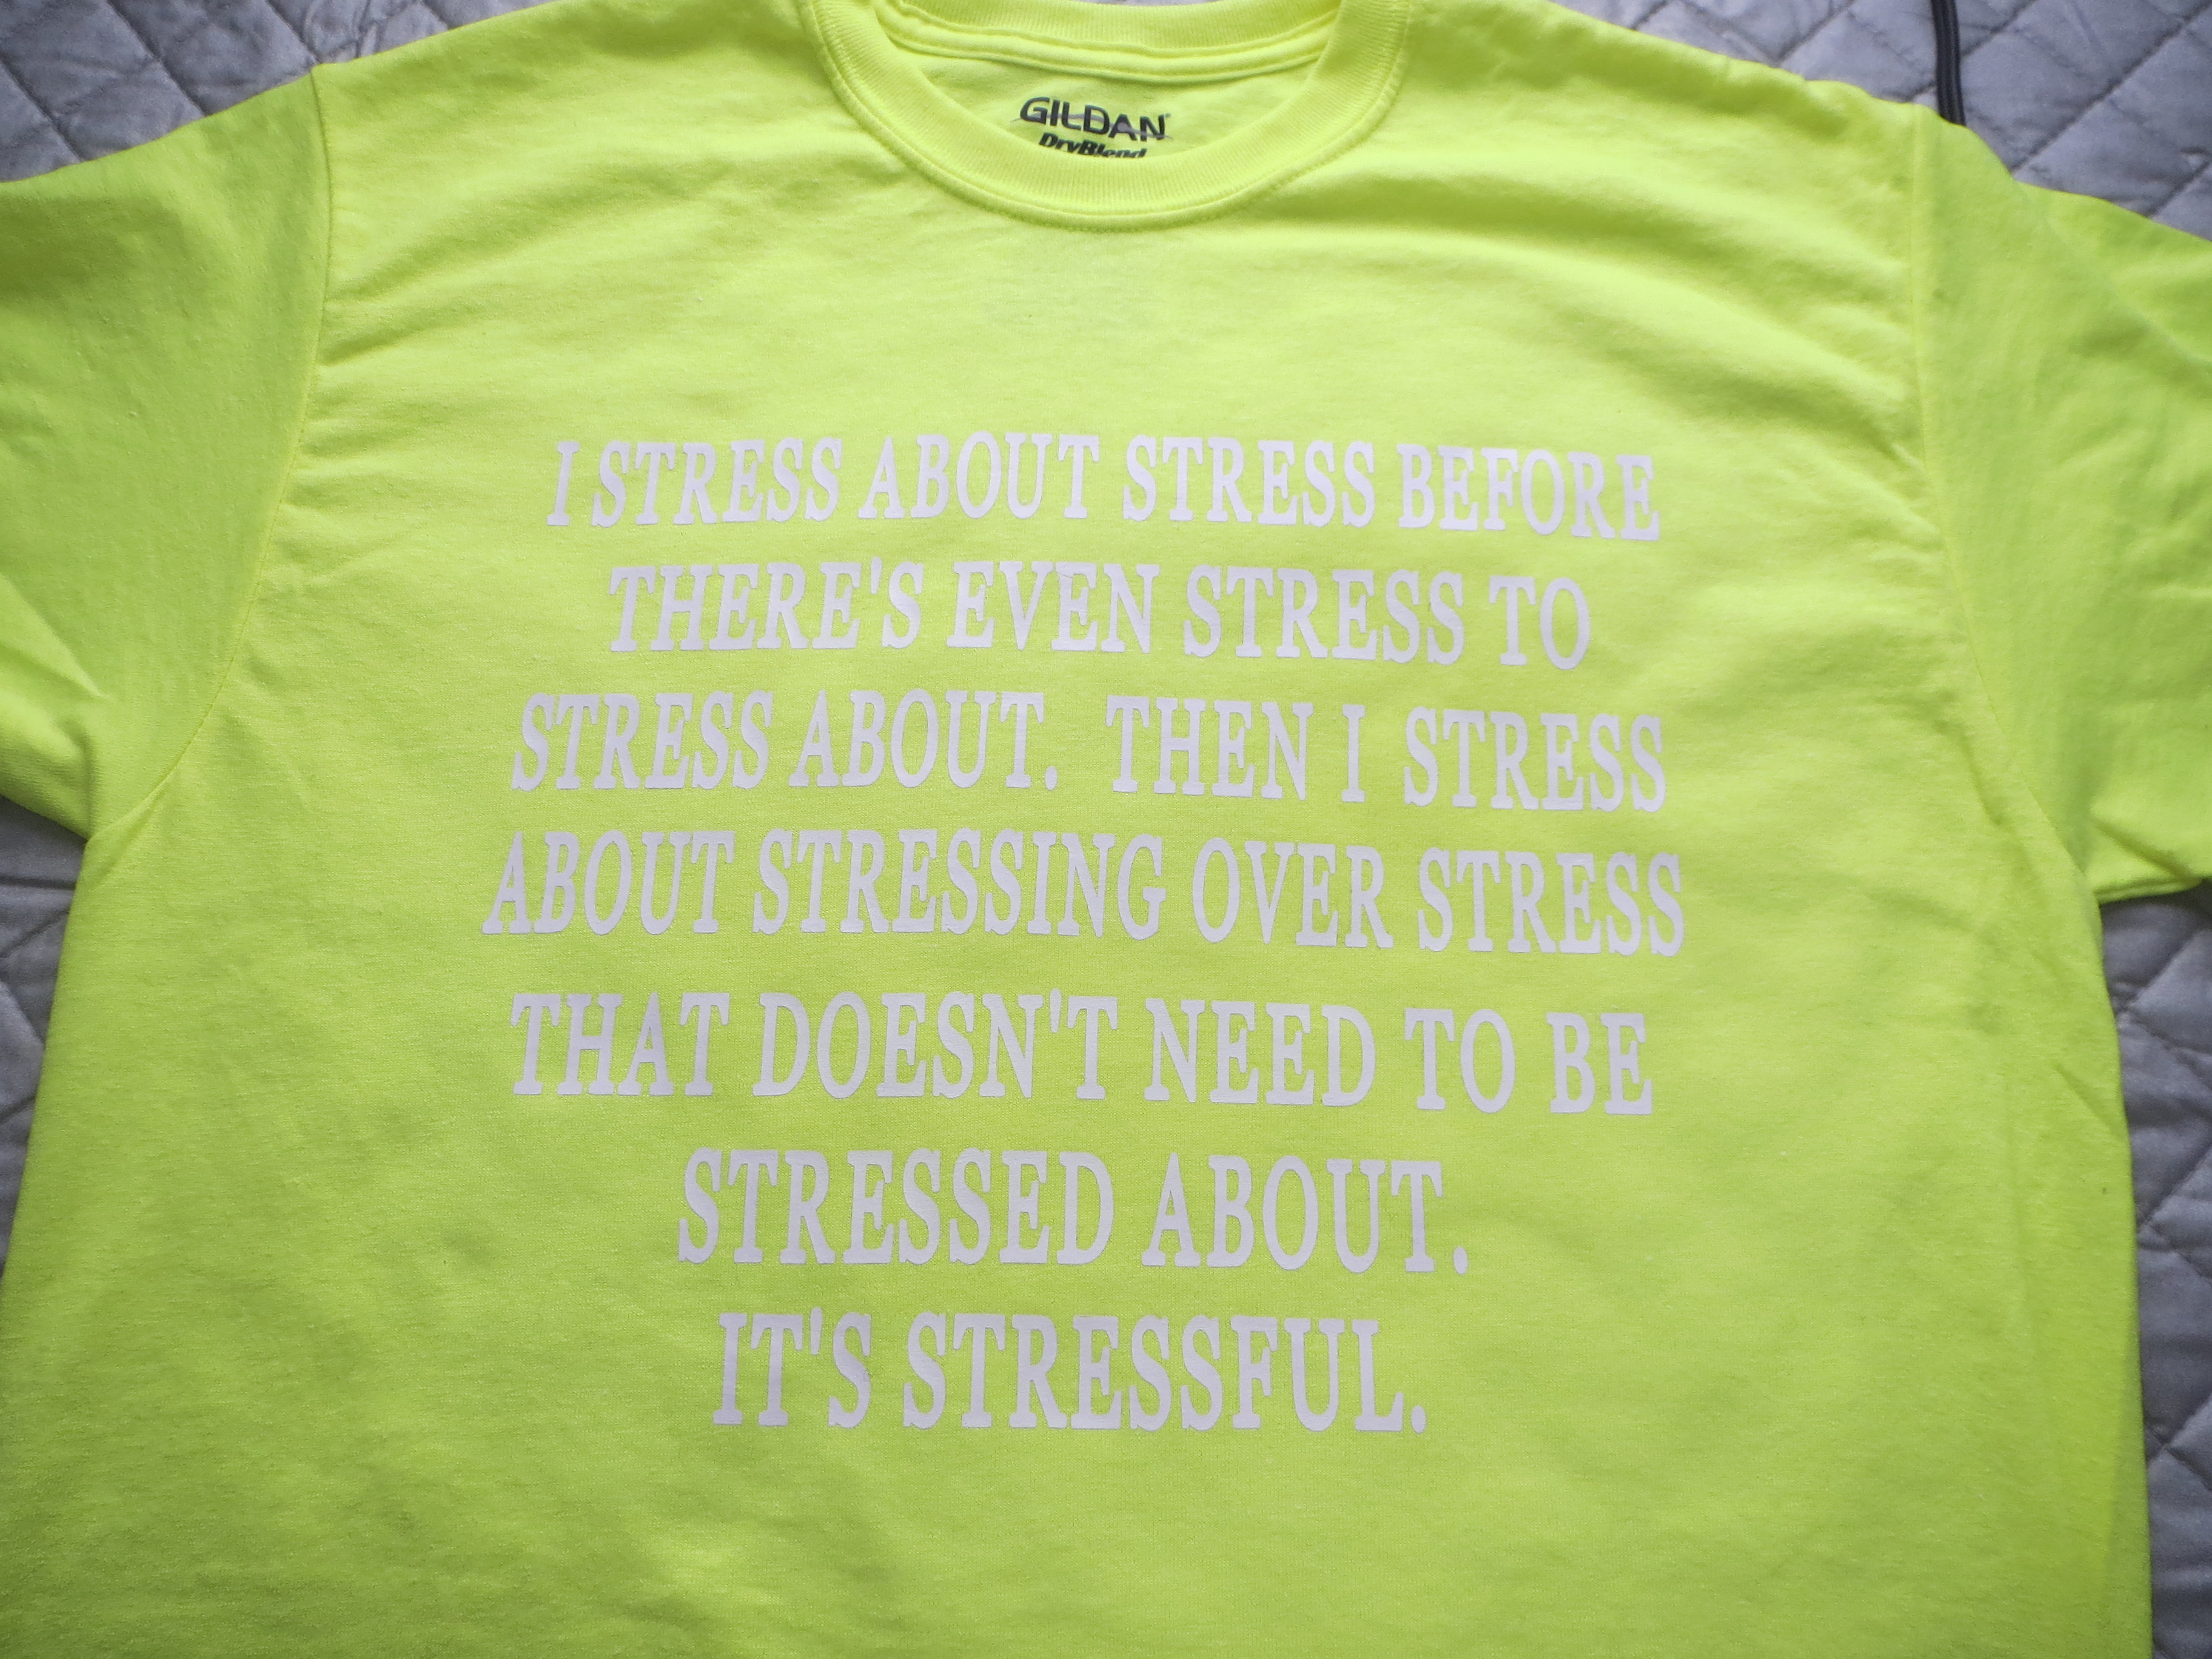 GILDAN
DryBlend
I STRESS ABOUT STRESS BEFORE
THERE'S EVEN STRESS TO
STRESS ABOUT. THEN I STRESS
ABOUT STRESSING OVER STRESS
THAT DOESN'T NEED TO BE
STRESSED ABOUT.
IT'S STRESSFUL.